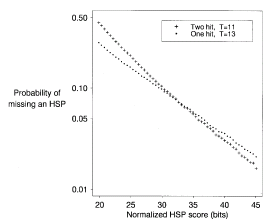 0.50
+ Two hit, T=11
• One hit, T=13
Probability of
missing an HSP
0.10
0.05
0.01
20 25 30 35 40 45
Normalized HSP score (bits)